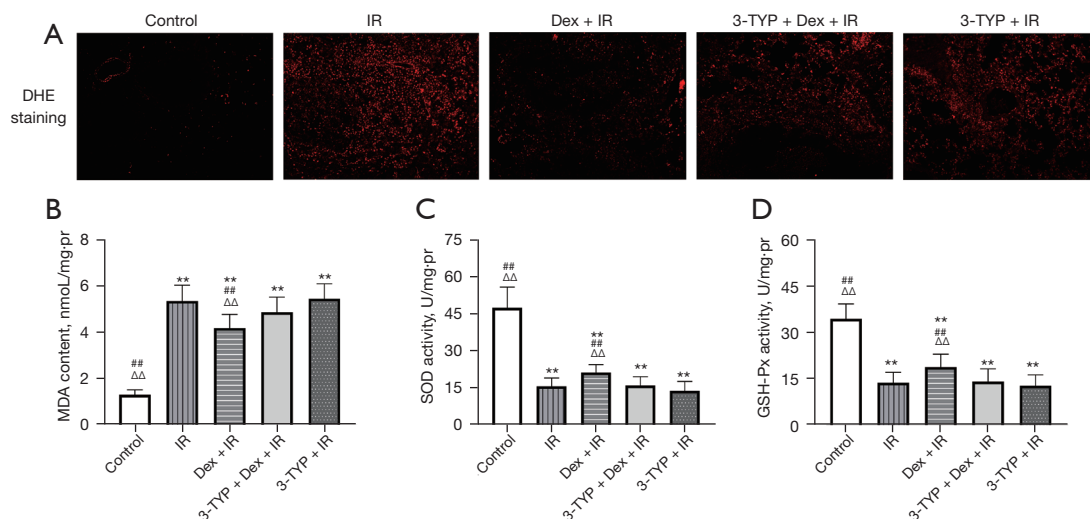 Control
IR
Dex + IR
3-TYP + Dex + IR
3-TYP + IR
A
DHE
staining
B
MDA content, nmoL/mg·pr
8
6
4
2
0
##
ΔΔ
**
**
##
ΔΔ
**
**
Control
IR
Dex + IR
3-TYP + Dex + IR
3-TYP + IR
C
SOD activity, U/mg·pr
75
60
45
30
15
0
##
ΔΔ
**
**
##
ΔΔ
**
**
Control
IR
Dex + IR
3-TYP + Dex + IR
3-TYP + IR
D
GSH-Px activity, U/mg·pr
60
45
30
15
0
##
ΔΔ
**
**
##
ΔΔ
**
**
Control
IR
Dex + IR
3-TYP + Dex + IR
3-TYP + IR